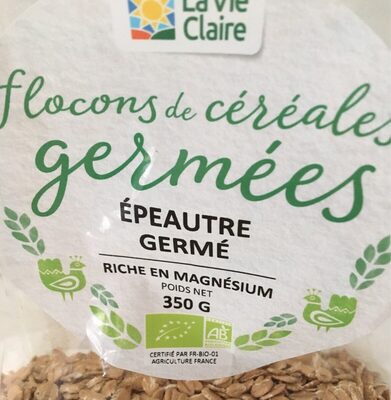 La Vie
Claire
flocons de céréales
germées
ÉPEAUTRE
GERMÉ
RICHE EN MAGNÉSIUM
POIDS NET
350 G
AB
CERTIFIÉ PAR FR-BIO-01
AGRICULTURE FRANCE